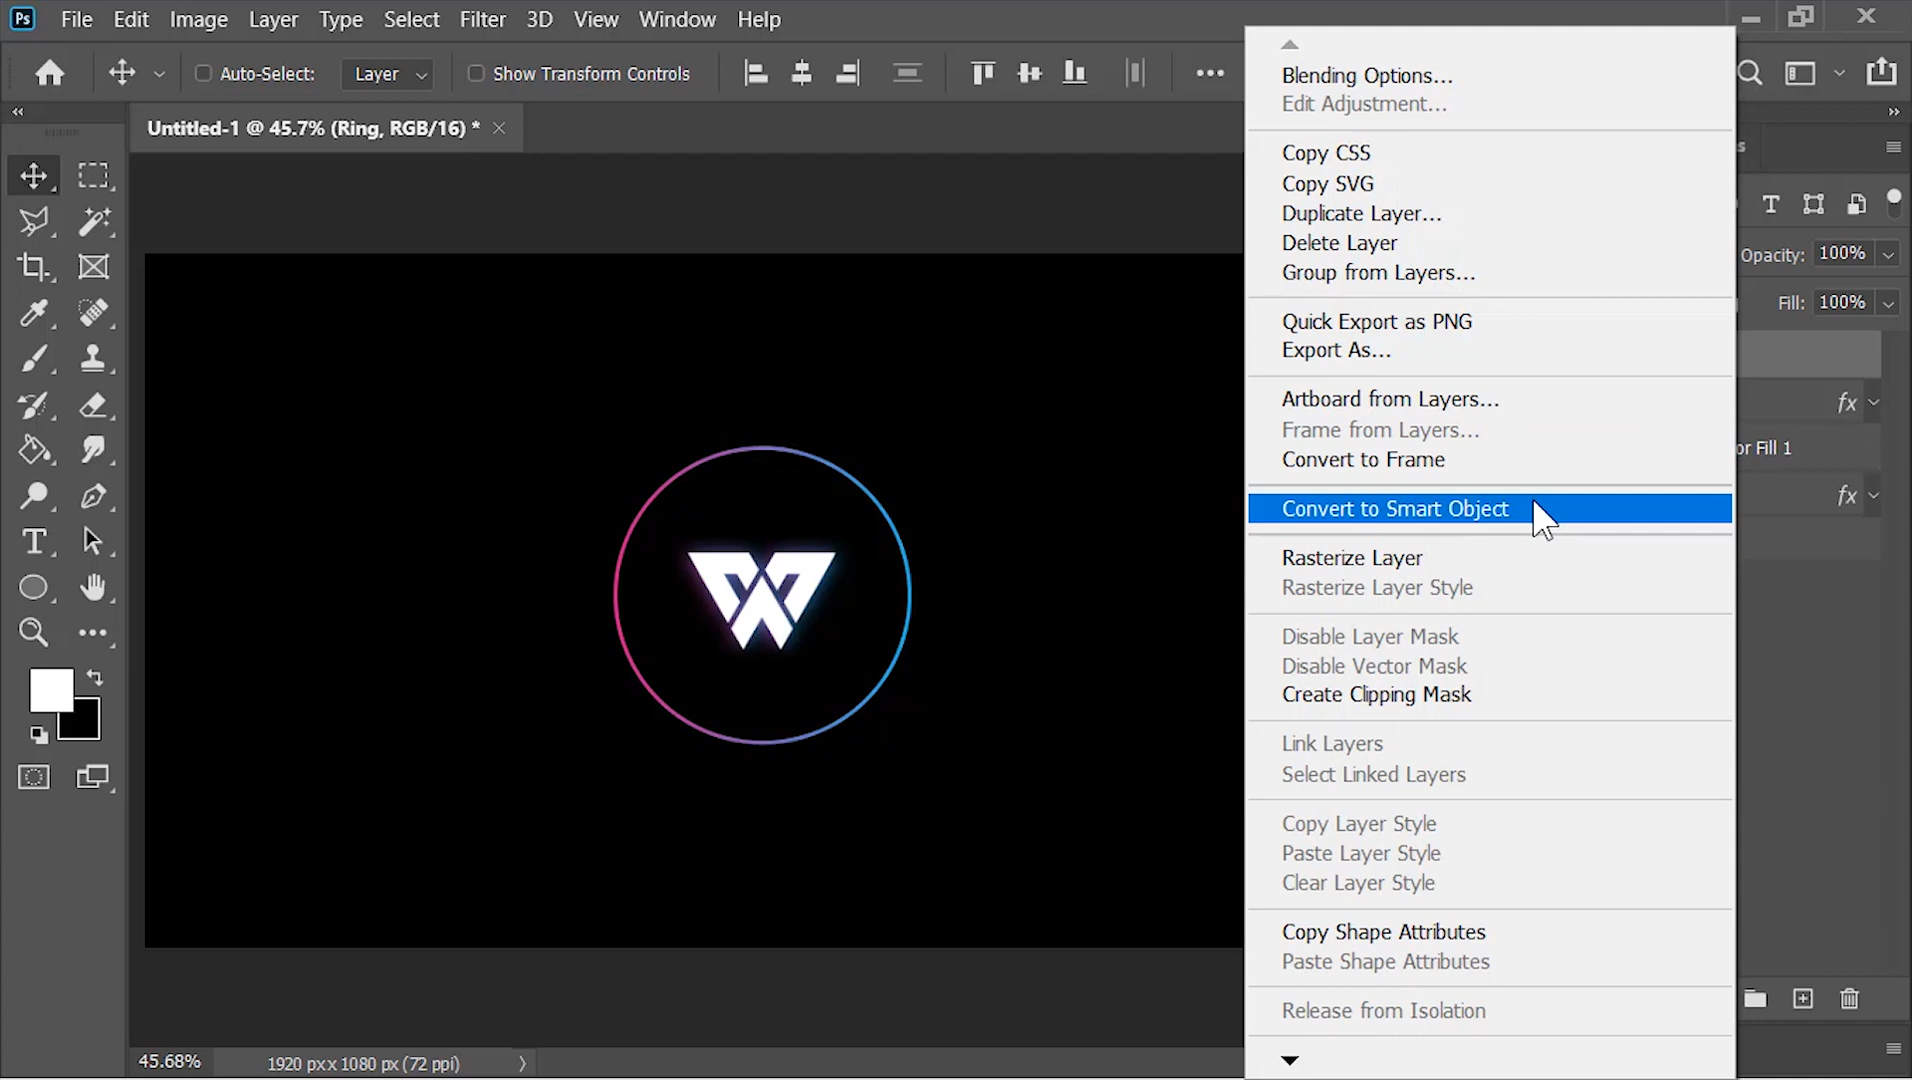 Ps File Edit Image Layer Type Select Filter 3D View Window Help
Auto-Select: Layer Show Transform Controls
Untitled-1 @ 45.7% (Ring, RGB/16) *
Blending Options...
Edit Adjustment...
Copy CSS
Copy SVG
Duplicate Layer...
Delete Layer
Group from Layers...
Quick Export as PNG
Export As...
Artboard from Layers...
Frame from Layers...
Convert to Frame
Convert to Smart Object
Rasterize Layer
Rasterize Layer Style
Disable Layer Mask
Disable Vector Mask
Create Clipping Mask
Link Layers
Select Linked Layers
Copy Layer Style
Paste Layer Style
Clear Layer Style
Copy Shape Attributes
Paste Shape Attributes
Release from Isolation
Opacity: 100%
Fill: 100%
fx
or Fill 1
fx
45.68% 1920 px x 1080 px (72 ppi)